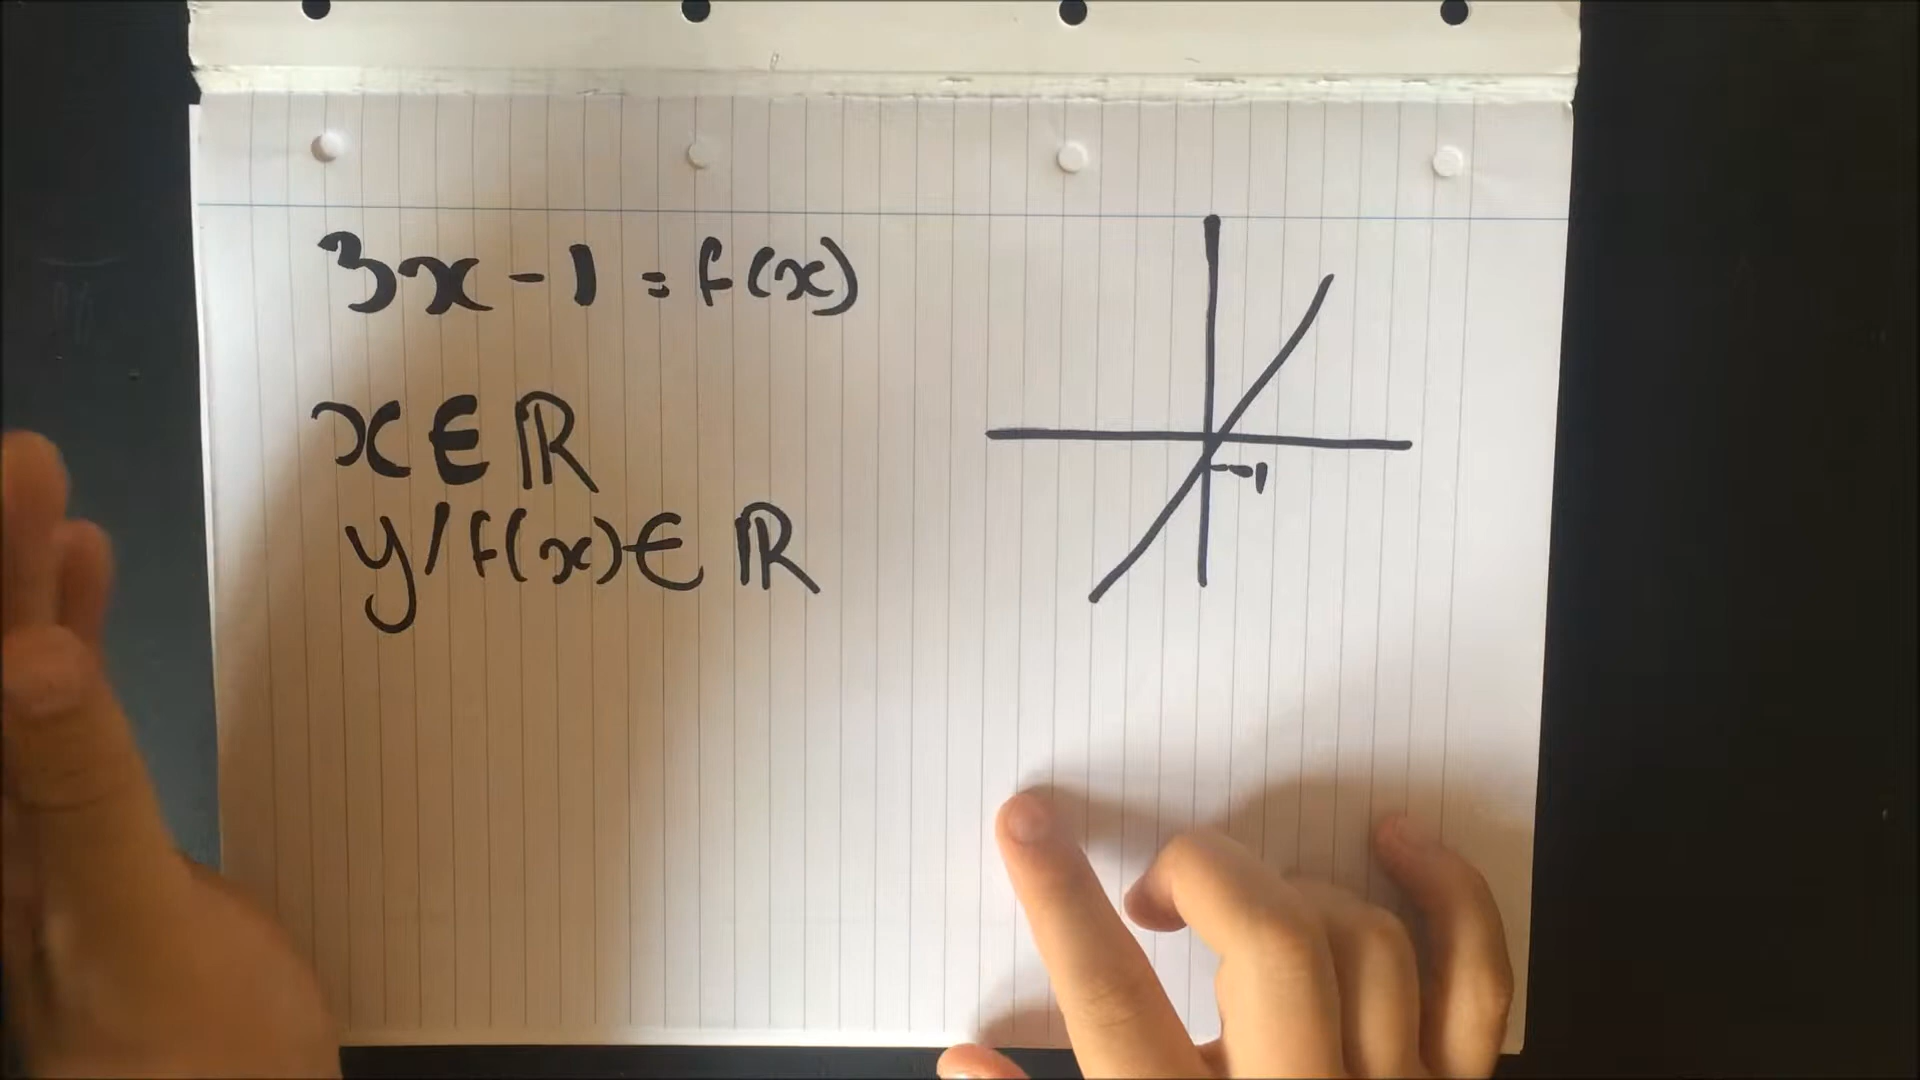 3x - 1 = f(x)
x ∈ ℝ
y / f(x) ∈ ℝ
-1